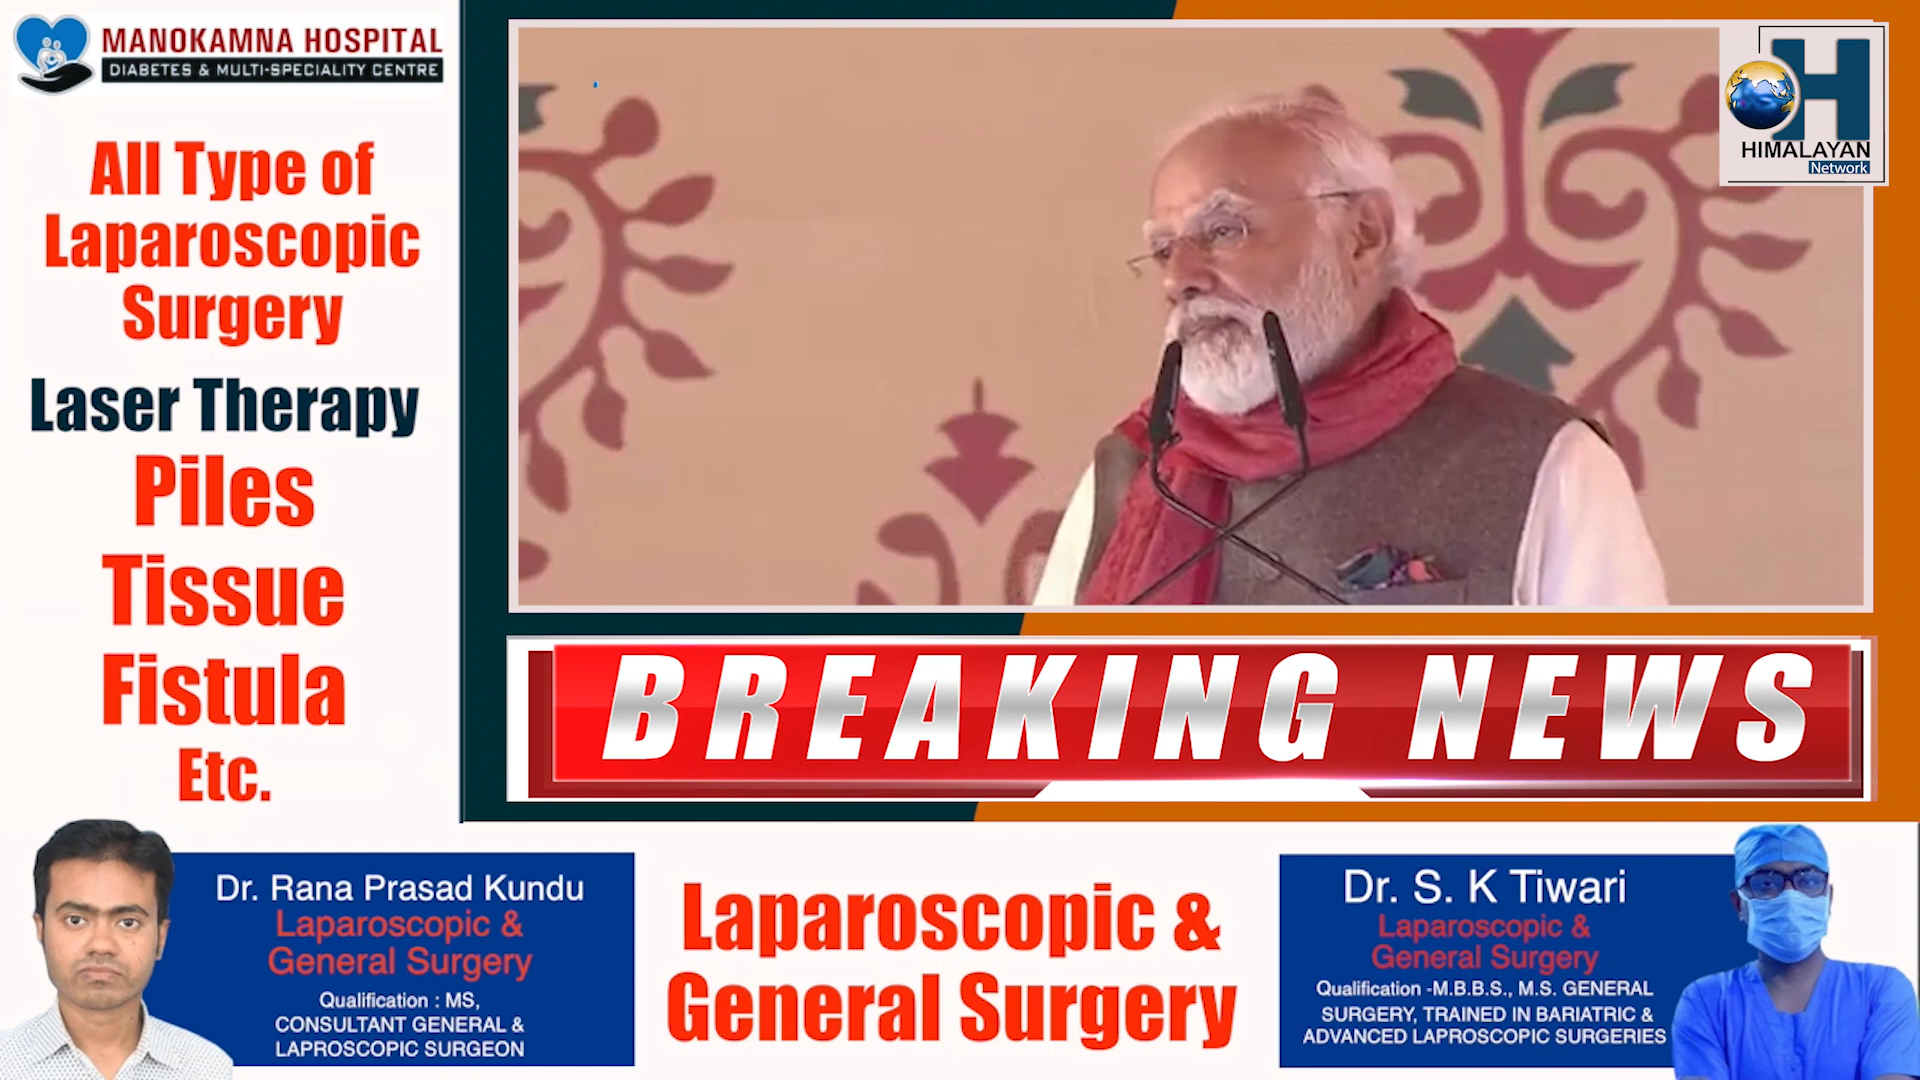 MANOKAMNA HOSPITAL
DIABETES & MULTI-SPECIALITY CENTRE
All Type of
Laparoscopic
Surgery
Laser Therapy
Piles
Tissue
Fistula
Etc.
H
HIMALAYAN
Network
BREAKING NEWS
Dr. Rana Prasad Kundu
Laparoscopic &
General Surgery
Qualification : MS,
CONSULTANT GENERAL &
LAPROSCOPIC SURGEON
Laparoscopic &
General Surgery
Dr. S. K Tiwari
Laparoscopic &
General Surgery
Qualification -M.B.B.S., M.S. GENERAL
SURGERY, TRAINED IN BARIATRIC &
ADVANCED LAPROSCOPIC SURGERIES